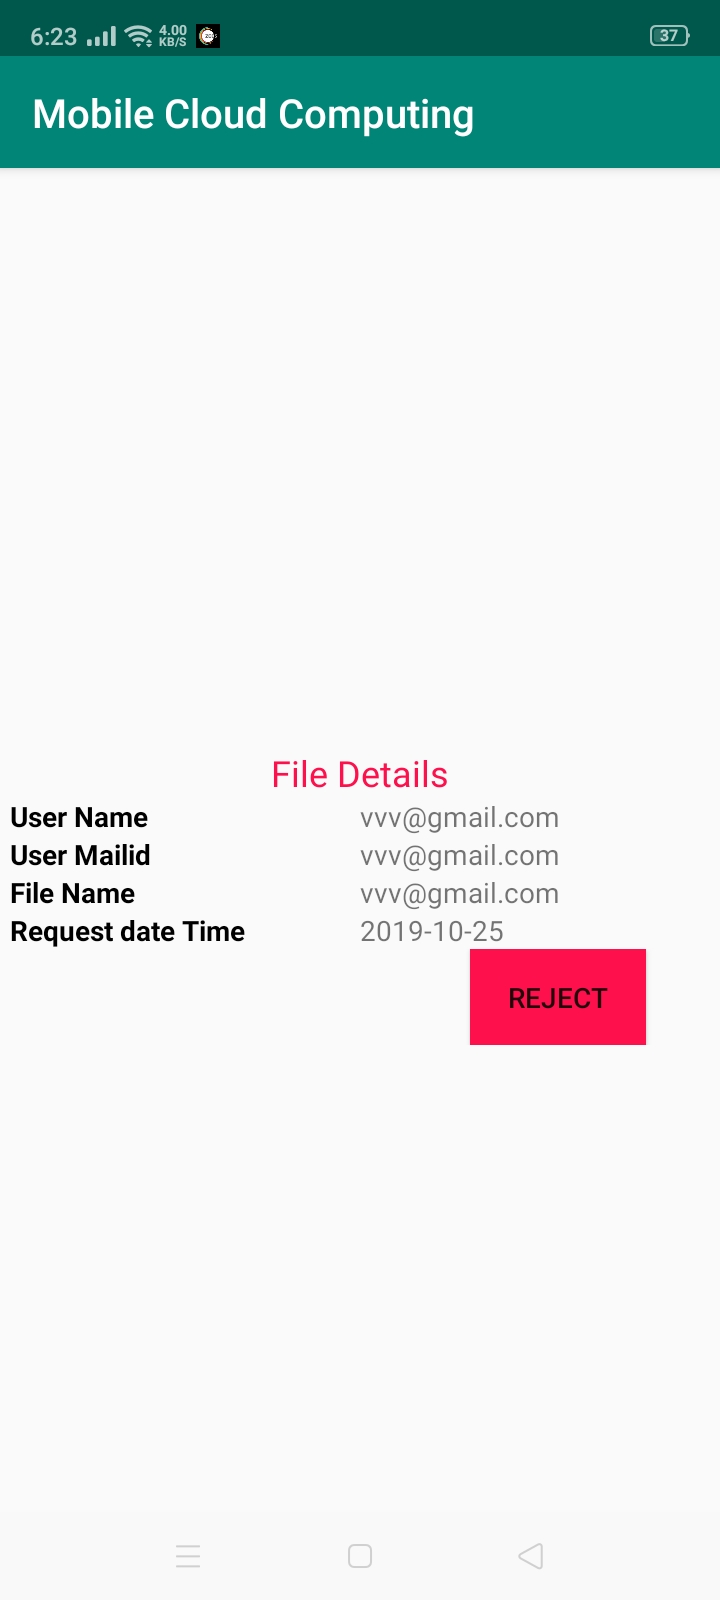 6:23 4.00 KB/S 37
Mobile Cloud Computing
File Details
User Name vvv@gmail.com
User Mailid vvv@gmail.com
File Name vvv@gmail.com
Request date Time 2019-10-25
REJECT